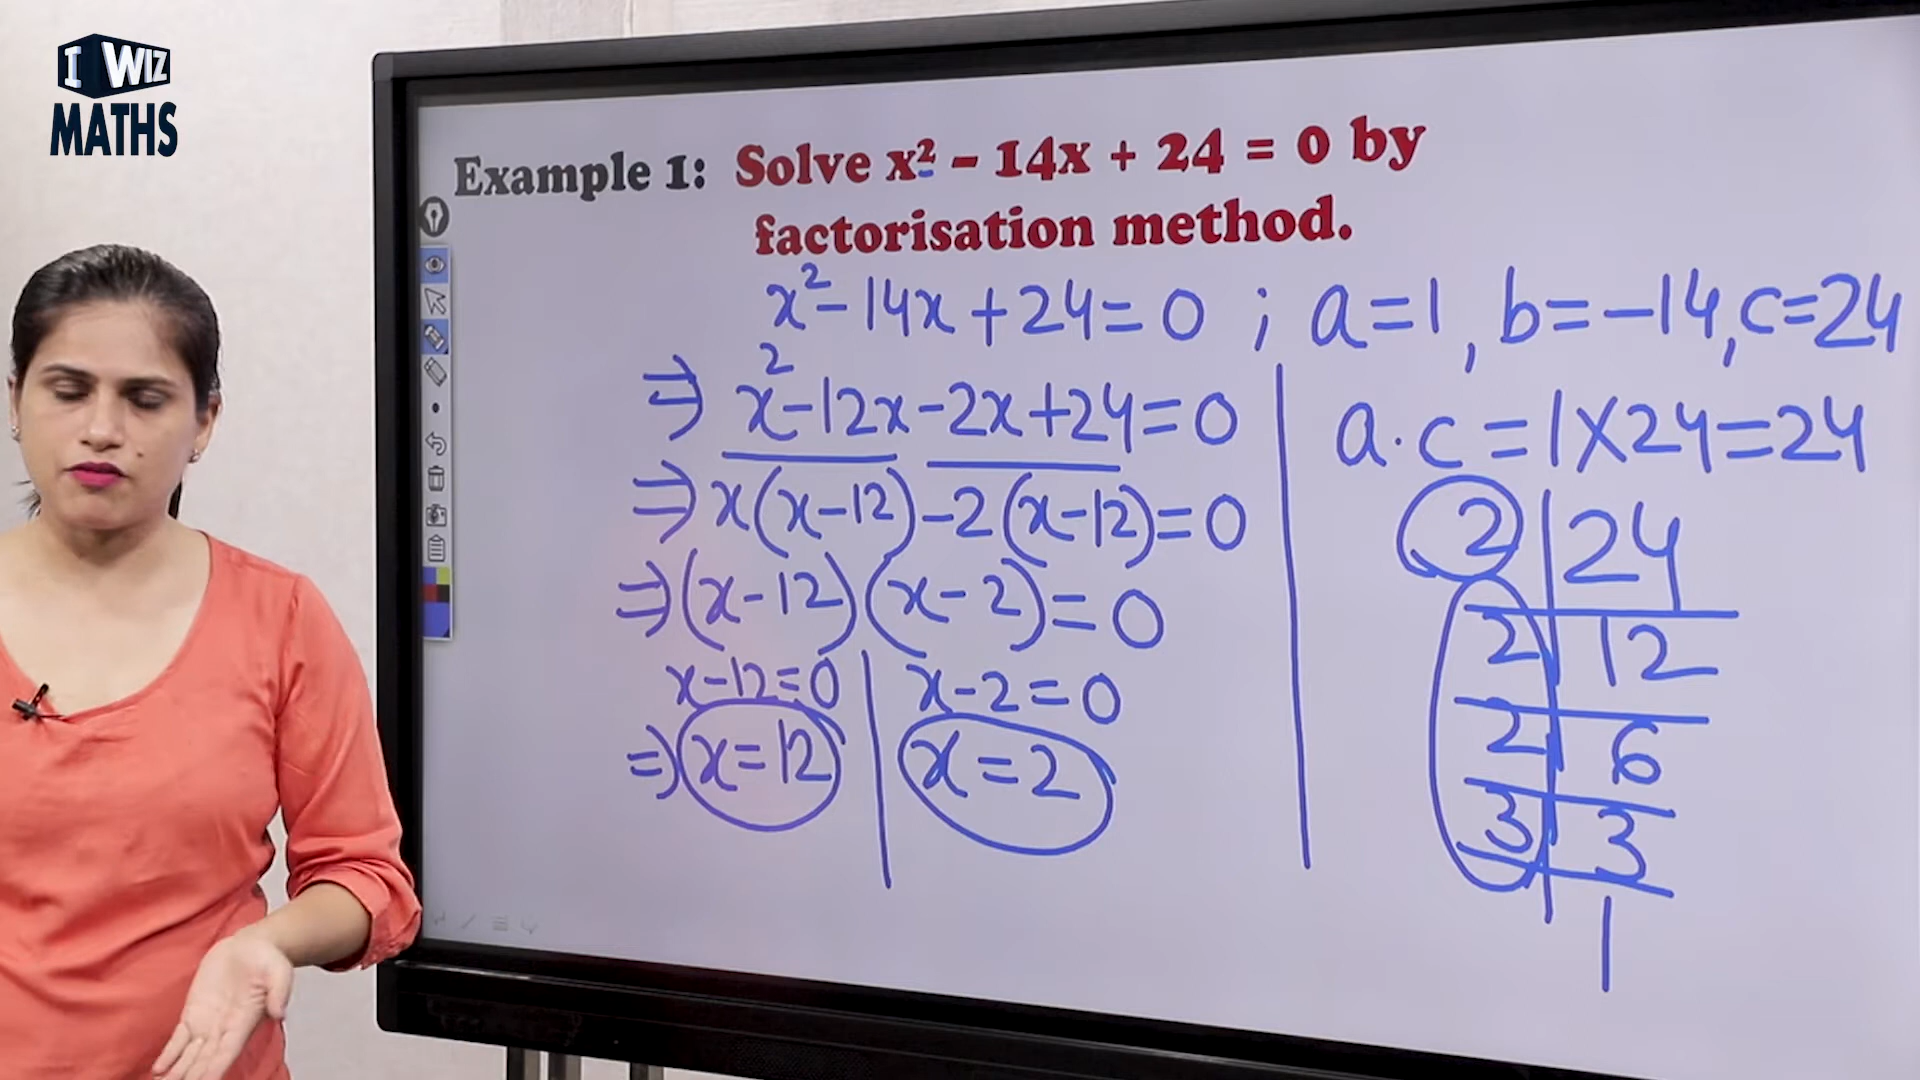 I WIZ
MATHS
Example 1: Solve x² – 14x + 24 = 0 by
factorisation method.
x² – 14x + 24 = 0 ; a = 1, b = –14, c = 24
⇒ x² – 12x – 2x + 24 = 0
⇒ x(x – 12) – 2(x – 12) = 0
⇒ (x – 12)(x – 2) = 0
x – 12 = 0 | x – 2 = 0
⇒ x = 12 | x = 2
a · c = 1 × 24 = 24
2 | 24
2 | 12
2 | 6
3 | 3
1